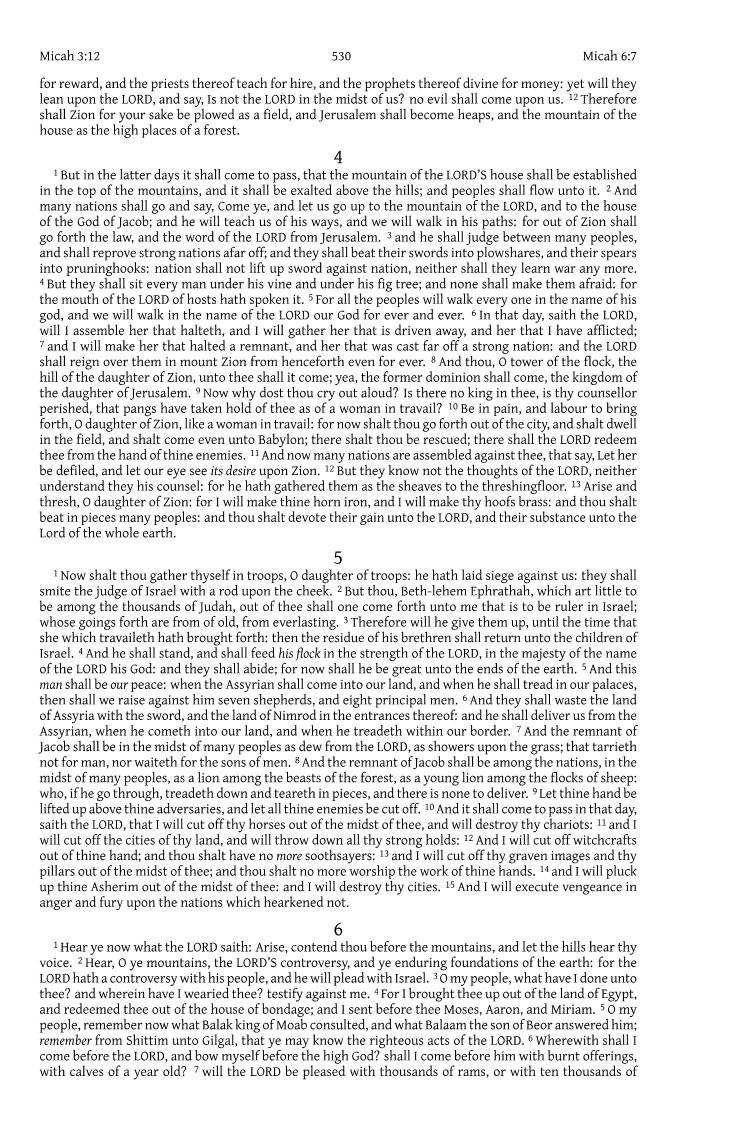 Micah 3:12 530 Micah 6:7
for reward, and the priests thereof teach for hire, and the prophets thereof divine for money: yet will they
lean upon the LORD, and say, Is not the LORD in the midst of us? no evil shall come upon us. 12 Therefore
shall Zion for your sake be plowed as a field, and Jerusalem shall become heaps, and the mountain of the
house as the high places of a forest.
4
1 But in the latter days it shall come to pass, that the mountain of the LORD'S house shall be established
in the top of the mountains, and it shall be exalted above the hills; and peoples shall flow unto it. 2 And
many nations shall go and say, Come ye, and let us go up to the mountain of the LORD, and to the house
of the God of Jacob; and he will teach us of his ways, and we will walk in his paths: for out of Zion shall
go forth the law, and the word of the LORD from Jerusalem. 3 and he shall judge between many peoples,
and shall reprove strong nations afar off; and they shall beat their swords into plowshares, and their spears
into pruninghooks: nation shall not lift up sword against nation, neither shall they learn war any more.
4 But they shall sit every man under his vine and under his fig tree; and none shall make them afraid: for
the mouth of the LORD of hosts hath spoken it. 5 For all the peoples will walk every one in the name of his
god, and we will walk in the name of the LORD our God for ever and ever. 6 In that day, saith the LORD,
will I assemble her that halteth, and I will gather her that is driven away, and her that I have afflicted;
7 and I will make her that halted a remnant, and her that was cast far off a strong nation: and the LORD
shall reign over them in mount Zion from henceforth even for ever. 8 And thou, O tower of the flock, the
hill of the daughter of Zion, unto thee shall it come; yea, the former dominion shall come, the kingdom of
the daughter of Jerusalem. 9 Now why dost thou cry out aloud? Is there no king in thee, is thy counsellor
perished, that pangs have taken hold of thee as of a woman in travail? 10 Be in pain, and labour to bring
forth, O daughter of Zion, like a woman in travail: for now shalt thou go forth out of the city, and shalt dwell
in the field, and shalt come even unto Babylon; there shalt thou be rescued; there shall the LORD redeem
thee from the hand of thine enemies. 11 And now many nations are assembled against thee, that say, Let her
be defiled, and let our eye see its desire upon Zion. 12 But they know not the thoughts of the LORD, neither
understand they his counsel: for he hath gathered them as the sheaves to the threshingfloor. 13 Arise and
thresh, O daughter of Zion: for I will make thine horn iron, and I will make thy hoofs brass: and thou shalt
beat in pieces many peoples: and thou shalt devote their gain unto the LORD, and their substance unto the
Lord of the whole earth.
5
1 Now shalt thou gather thyself in troops, O daughter of troops: he hath laid siege against us: they shall
smite the judge of Israel with a rod upon the cheek. 2 But thou, Beth-lehem Ephrathah, which art little to
be among the thousands of Judah, out of thee shall one come forth unto me that is to be ruler in Israel;
whose goings forth are from of old, from everlasting. 3 Therefore will he give them up, until the time that
she which travaileth hath brought forth: then the residue of his brethren shall return unto the children of
Israel. 4 And he shall stand, and shall feed his flock in the strength of the LORD, in the majesty of the name
of the LORD his God: and they shall abide; for now shall he be great unto the ends of the earth. 5 And this
man shall be our peace: when the Assyrian shall come into our land, and when he shall tread in our palaces,
then shall we raise against him seven shepherds, and eight principal men. 6 And they shall waste the land
of Assyria with the sword, and the land of Nimrod in the entrances thereof: and he shall deliver us from the
Assyrian, when he cometh into our land, and when he treadeth within our border. 7 And the remnant of
Jacob shall be in the midst of many peoples as dew from the LORD, as showers upon the grass; that tarrieth
not for man, nor waiteth for the sons of men. 8 And the remnant of Jacob shall be among the nations, in the
midst of many peoples, as a lion among the beasts of the forest, as a young lion among the flocks of sheep:
who, if he go through, treadeth down and teareth in pieces, and there is none to deliver. 9 Let thine hand be
lifted up above thine adversaries, and let all thine enemies be cut off. 10 And it shall come to pass in that day,
saith the LORD, that I will cut off thy horses out of the midst of thee, and will destroy thy chariots: 11 and I
will cut off the cities of thy land, and will throw down all thy strong holds: 12 And I will cut off witchcrafts
out of thine hand; and thou shalt have no more soothsayers: 13 and I will cut off thy graven images and thy
pillars out of the midst of thee; and thou shalt no more worship the work of thine hands. 14 and I will pluck
up thine Asherim out of the midst of thee: and I will destroy thy cities. 15 And I will execute vengeance in
anger and fury upon the nations which hearkened not.
6
1 Hear ye now what the LORD saith: Arise, contend thou before the mountains, and let the hills hear thy
voice. 2 Hear, O ye mountains, the LORD'S controversy, and ye enduring foundations of the earth: for the
LORD hath a controversy with his people, and he will plead with Israel. 3 O my people, what have I done unto
thee? and wherein have I wearied thee? testify against me. 4 For I brought thee up out of the land of Egypt,
and redeemed thee out of the house of bondage; and I sent before thee Moses, Aaron, and Miriam. 5 O my
people, remember now what Balak king of Moab consulted, and what Balaam the son of Beor answered him;
remember from Shittim unto Gilgal, that ye may know the righteous acts of the LORD. 6 Wherewith shall I
come before the LORD, and bow myself before the high God? shall I come before him with burnt offerings,
with calves of a year old? 7 will the LORD be pleased with thousands of rams, or with ten thousands of